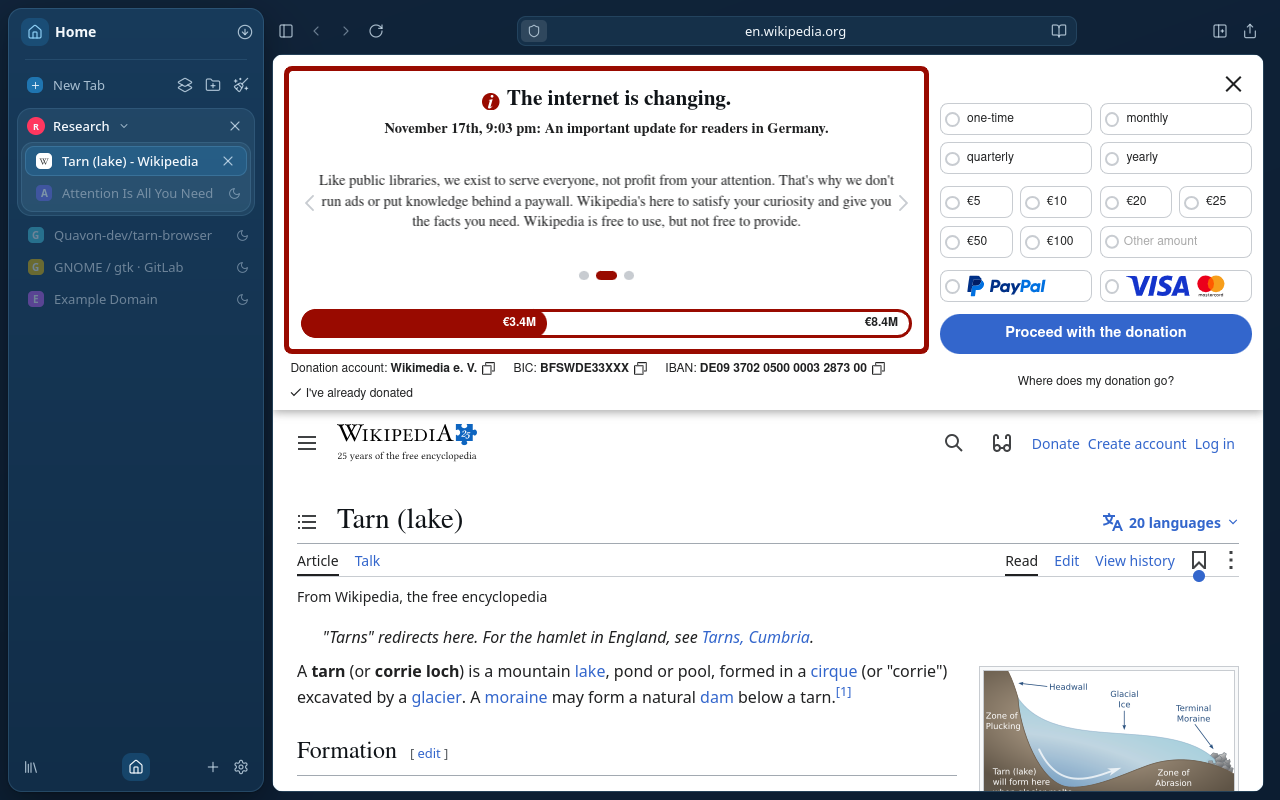 Home
New Tab
R Research
W Tarn (lake) - Wikipedia
A Attention Is All You Need
G Quavon-dev/tarn-browser
G GNOME / gtk · GitLab
E Example Domain
en.wikipedia.org
i The internet is changing.
November 17th, 9:03 pm: An important update for readers in Germany.
Like public libraries, we exist to serve everyone, not profit from your attention. That's why we don't
run ads or put knowledge behind a paywall. Wikipedia's here to satisfy your curiosity and give you
the facts you need. Wikipedia is free to use, but not free to provide.
€3.4M €8.4M
Donation account: Wikimedia e. V. BIC: BFSWDE33XXX IBAN: DE09 3702 0500 0003 2873 00
I've already donated
one-time monthly
quarterly yearly
€5 €10 €20 €25
€50 €100 Other amount
PayPal VISA mastercard
Proceed with the donation
Where does my donation go?
WIKIPEDIA 25
25 years of the free encyclopedia
Donate Create account Log in
Tarn (lake)
20 languages
Article Talk Read Edit View history
From Wikipedia, the free encyclopedia
"Tarns" redirects here. For the hamlet in England, see Tarns, Cumbria.
A tarn (or corrie loch) is a mountain lake, pond or pool, formed in a cirque (or "corrie")
excavated by a glacier. A moraine may form a natural dam below a tarn.[1]
Formation [ edit ]
Headwall
Glacial
Ice
Terminal
Moraine
Zone of
Plucking
Tarn (lake)
will form here
when glacier melts
Zone of
Abrasion